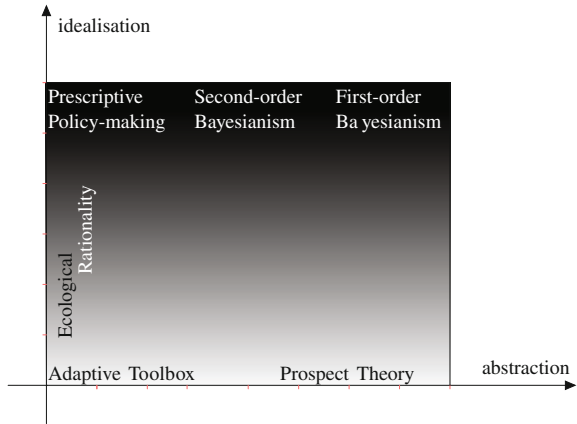 idealisation
Prescriptive
Policy-making
Second-order
Bayesianism
First-order
Ba yesianism
Ecological
Rationality
Adaptive Toolbox
Prospect Theory
abstraction